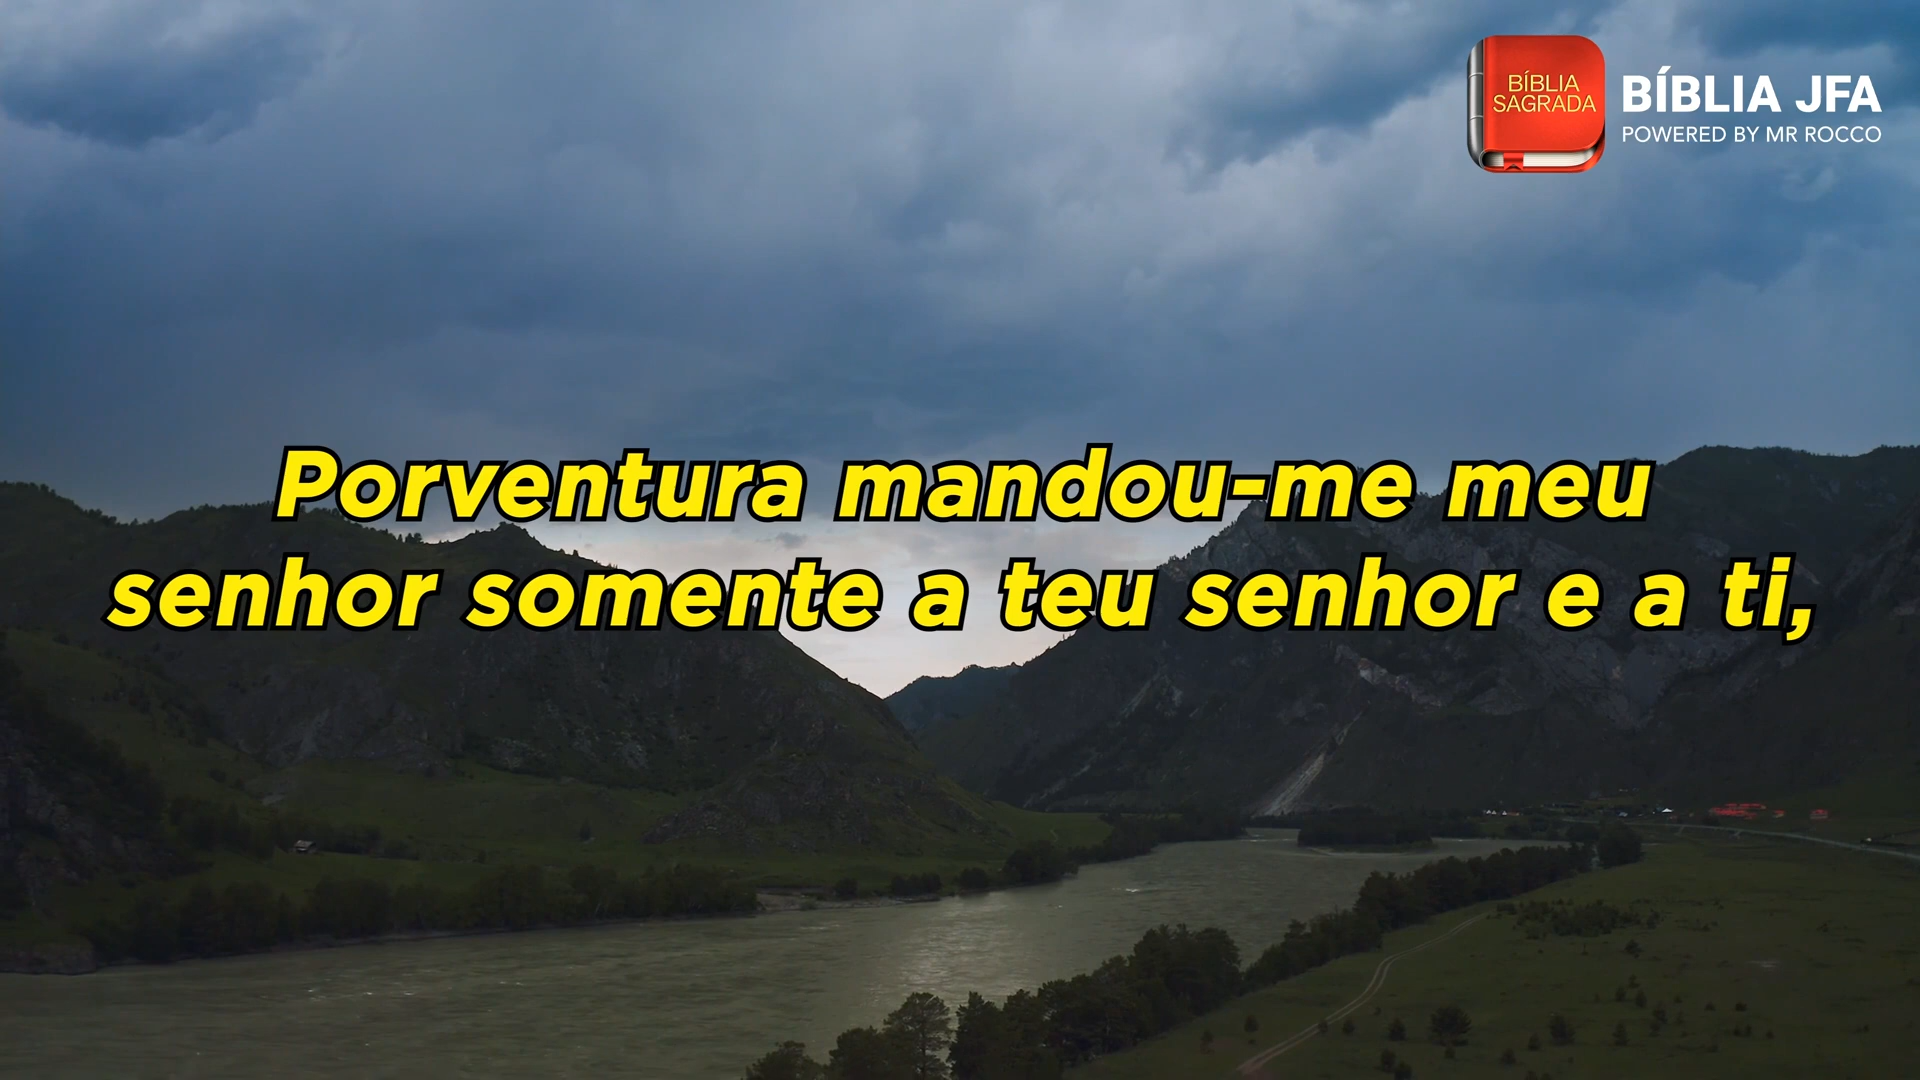 BÍBLIA
SAGRADA
BÍBLIA JFA
POWERED BY MR ROCCO
Porventura mandou-me meu
senhor somente a teu senhor e a ti,